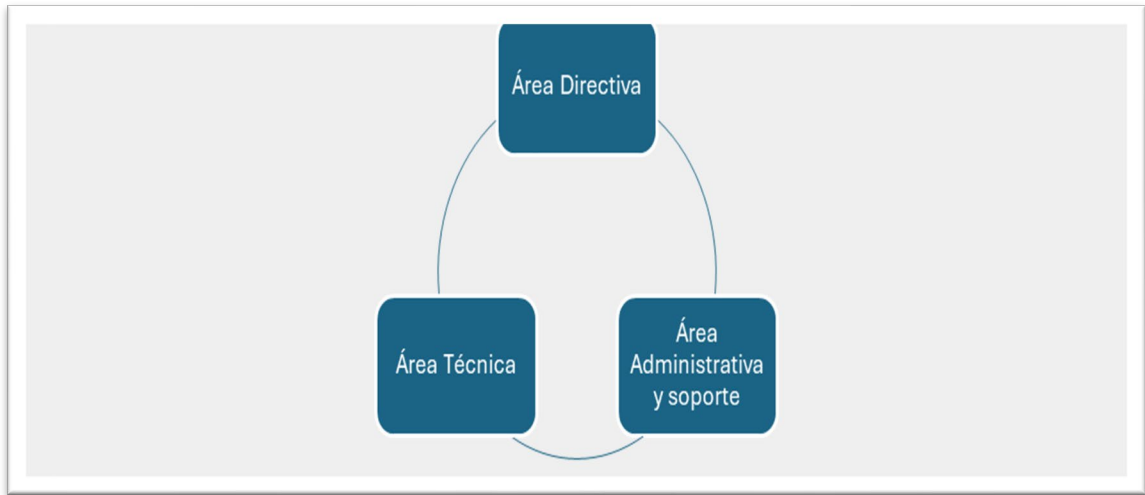 Área Directiva
Área Técnica
Área
Administrativa
y soporte